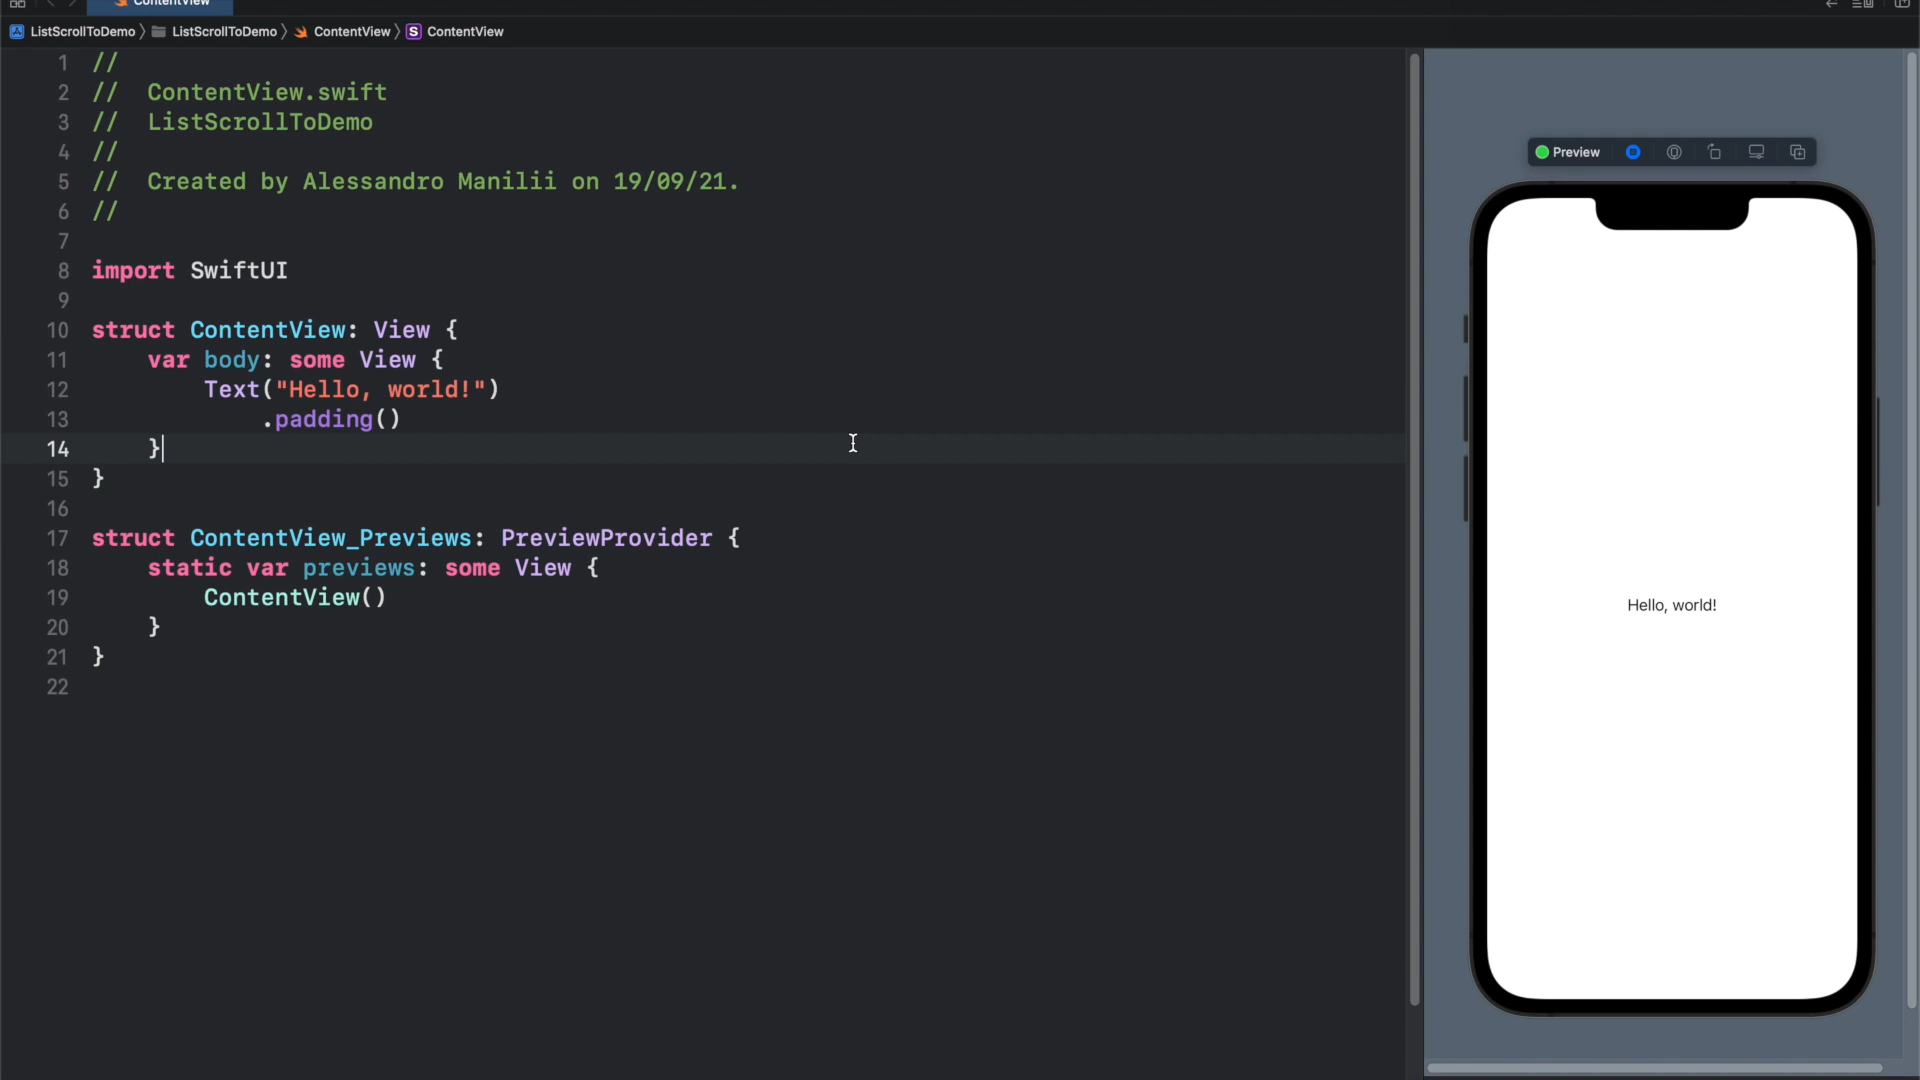 ContentView
ListScrollToDemo 〉 ListScrollToDemo 〉 ContentView 〉 S ContentView
1 //
2 //  ContentView.swift
3 //  ListScrollToDemo
4 //
5 //  Created by Alessandro Manilii on 19/09/21.
6 //
7
8 import SwiftUI
9
10 struct ContentView: View {
11     var body: some View {
12         Text("Hello, world!")
13             .padding()
14     }
15 }
16
17 struct ContentView_Previews: PreviewProvider {
18     static var previews: some View {
19         ContentView()
20     }
21 }
22
Preview
Hello, world!